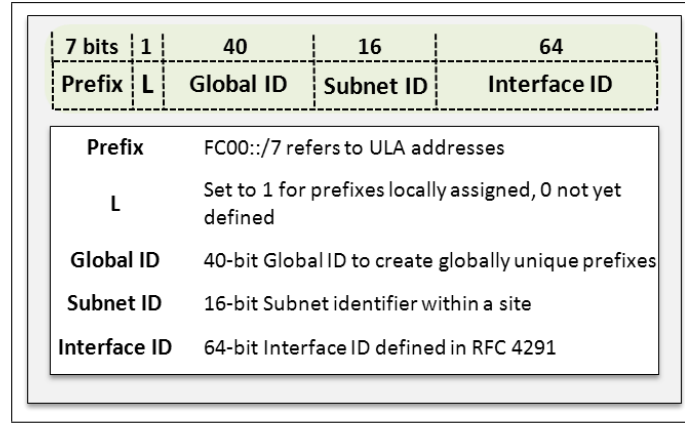 7 bits 1 40 16 64
Prefix L Global ID Subnet ID Interface ID
Prefix FC00::/7 refers to ULA addresses
L Set to 1 for prefixes locally assigned, 0 not yet
defined
Global ID 40-bit Global ID to create globally unique prefixes
Subnet ID 16-bit Subnet identifier within a site
Interface ID 64-bit Interface ID defined in RFC 4291